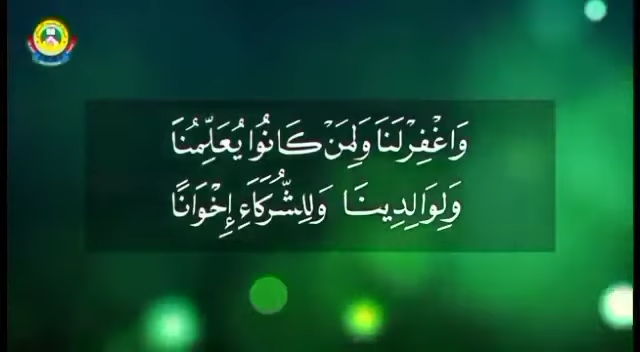 وَاغْفِرْ لَنَا وَلِمَنْ كَانُوا يُعَلِّمُنَا
وَلِوَالِدِينَا وَلِلشُّرَكَاءِ إِخْوَانًا